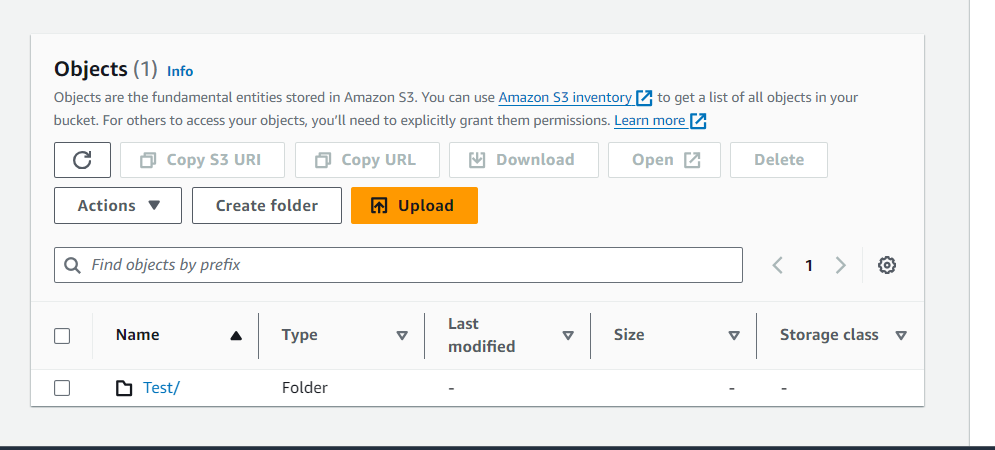 Objects (1) Info
Objects are the fundamental entities stored in Amazon S3. You can use Amazon S3 inventory to get a list of all objects in your
bucket. For others to access your objects, you'll need to explicitly grant them permissions. Learn more
Copy S3 URI Copy URL Download Open Delete
Actions Create folder Upload
Find objects by prefix 1
Name Type Last modified Size Storage class
Test/ Folder - - -